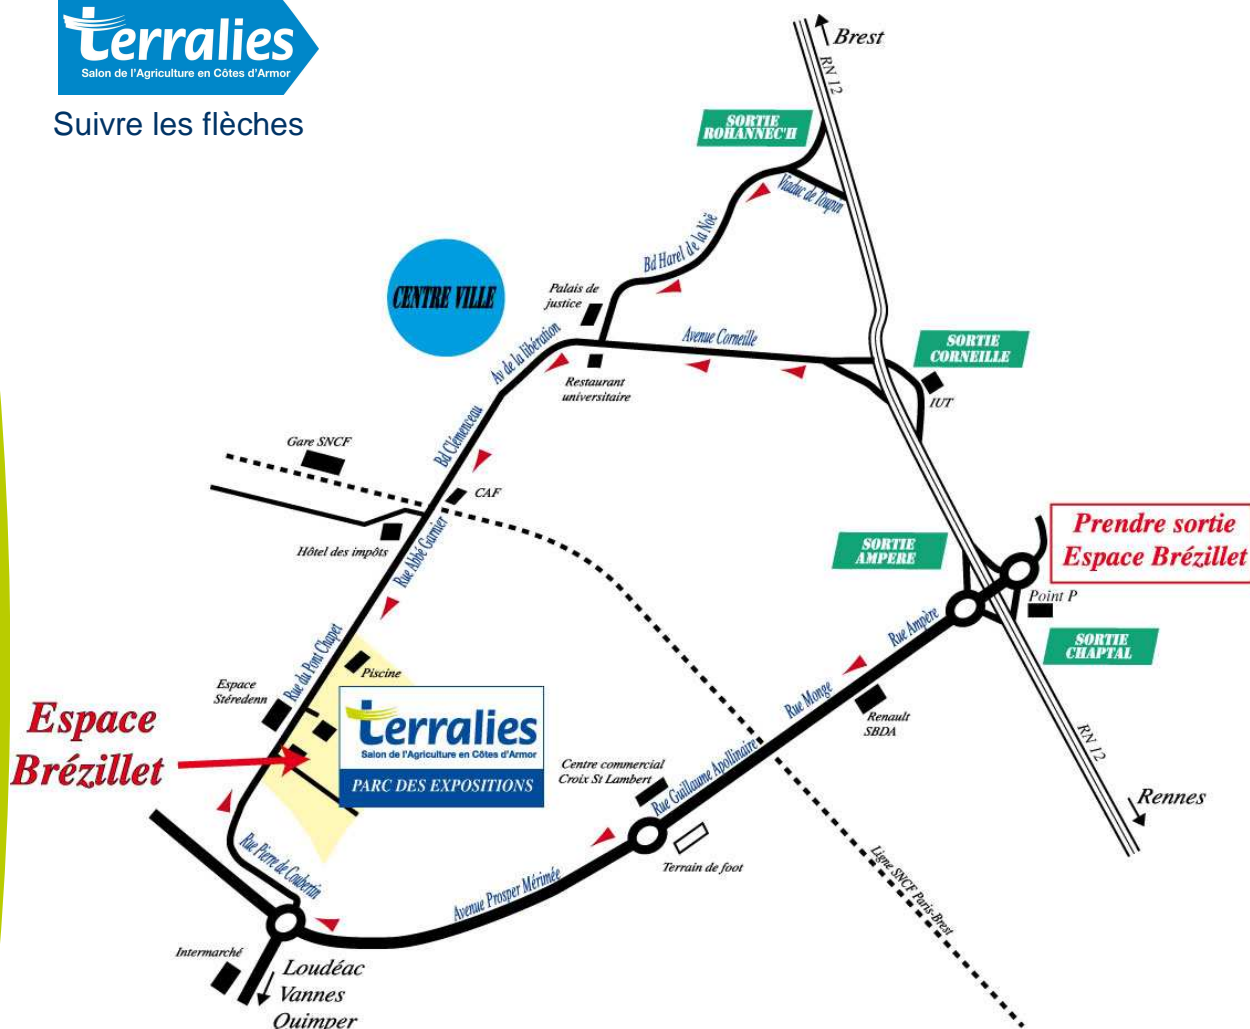 terralies
Salon de l'Agriculture en Côtes d'Armor
Suivre les flèches
Brest
RN 12
SORTIE
ROHANNEC'H
Viaduc de Toupin
Bd Harel de la Noë
CENTRE VILLE
Palais de
justice
Av de la libération
Avenue Corneille
SORTIE
CORNEILLE
Restaurant
universitaire
IUT
Bd Clémenceau
Gare SNCF
CAF
Hôtel des impôts
Rue Abbé Garnier
SORTIE
AMPERE
Prendre sortie
Espace Brézillet
Point P
SORTIE
CHAPTAL
Rue Ampère
Rue du Pont Chapet
Piscine
Espace
Stéredenn
Rue Monge
Renault
SBDA
Espace
Brézillet
terralies
Salon de l'Agriculture en Côtes d'Armor
PARC DES EXPOSITIONS
Centre commercial
Croix St Lambert
Rue Guillaume Apollinaire
RN 12
Rennes
Terrain de foot
Ligne SNCF Paris-Brest
Rue Pierre de Coubertin
Avenue Prosper Mérimée
Intermarché
Loudéac
Vannes
Quimper